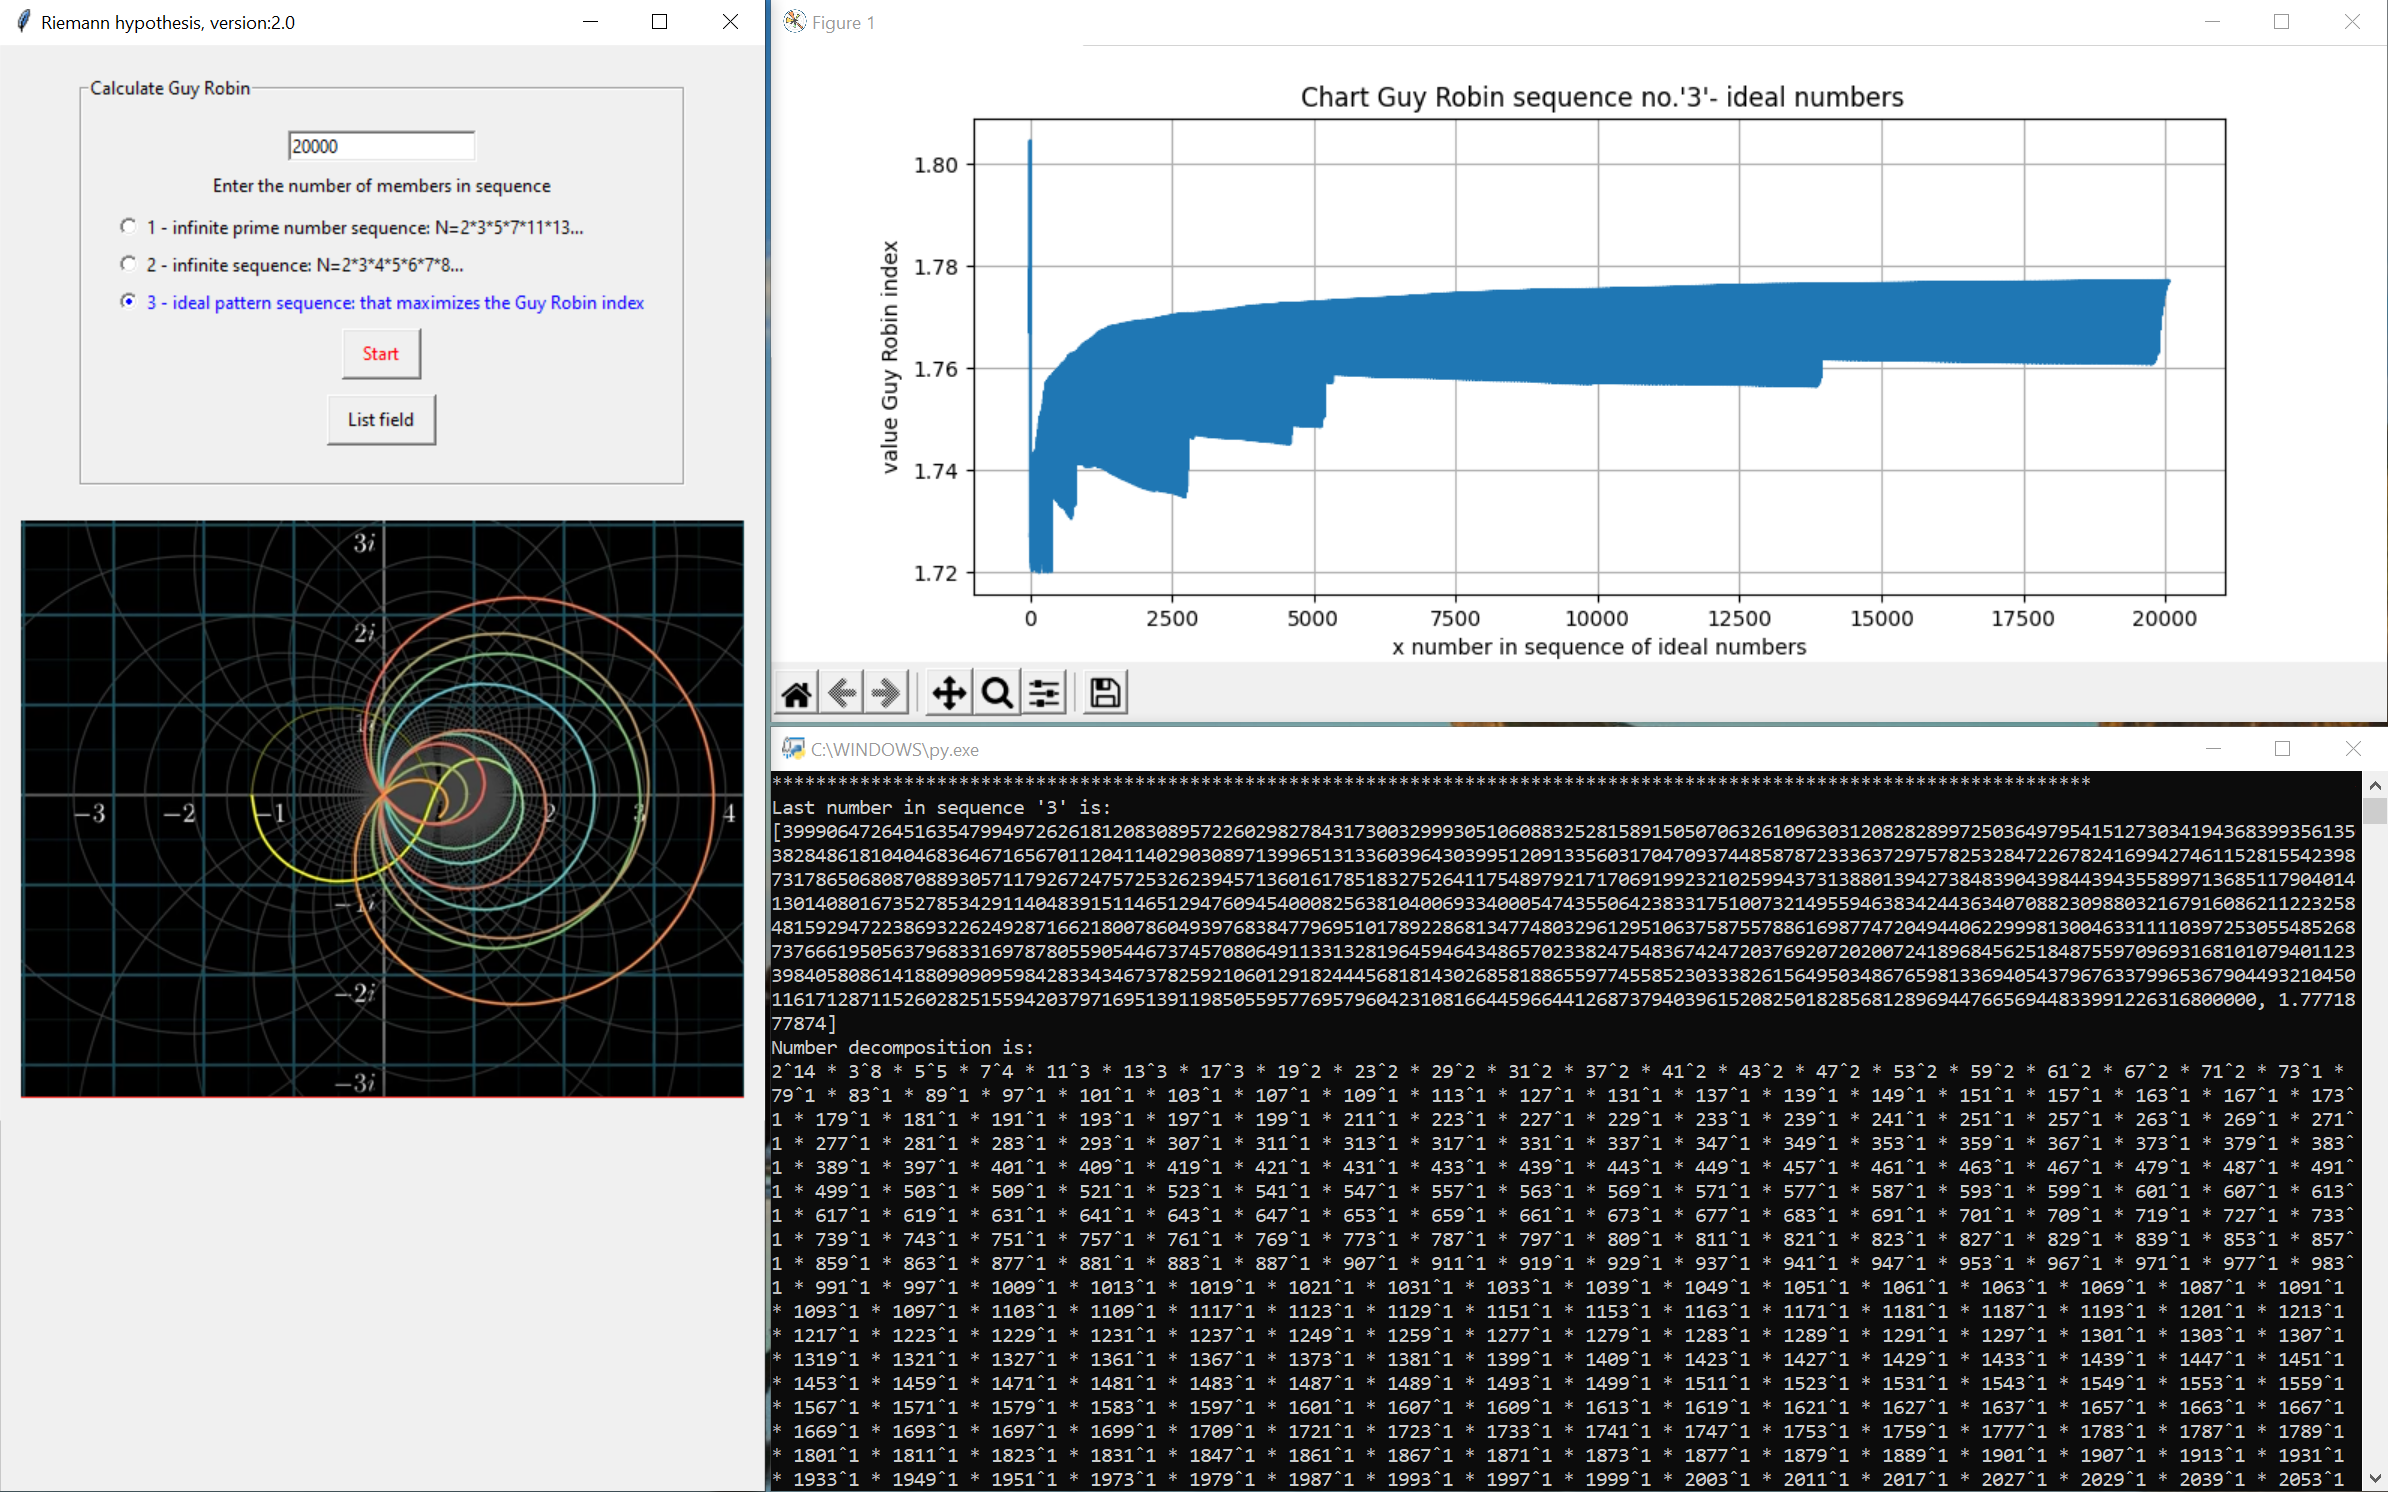 Riemann hypothesis, version:2.0
Calculate Guy Robin
20000
Enter the number of members in sequence
1 - infinite prime number sequence: N=2*3*5*7*11*13...
2 - infinite sequence: N=2*3*4*5*6*7*8...
3 - ideal pattern sequence: that maximizes the Guy Robin index
Start
List field
3i
2i
1i
−3 −2 −1 2 3 4
−1i
−2i
−3i
Figure 1
Chart Guy Robin sequence no.'3'- ideal numbers
value Guy Robin index
1.80
1.78
1.76
1.74
1.72
0 2500 5000 7500 10000 12500 15000 17500 20000
x number in sequence of ideal numbers
C:\WINDOWS\py.exe
Last number in sequence '3' is:
116171287115260282515594203797169513911985055957769579604231081664459664412687379403961520825018285681289694476656944833991226316800000, 1.77718
77874]
Number decomposition is:
2^14 * 3^8 * 5^5 * 7^4 * 11^3 * 13^3 * 17^3 * 19^2 * 23^2 * 29^2 * 31^2 * 37^2 * 41^2 * 43^2 * 47^2 * 53^2 * 59^2 * 61^2 * 67^2 * 71^2 * 73^1 *
79^1 * 83^1 * 89^1 * 97^1 * 101^1 * 103^1 * 107^1 * 109^1 * 113^1 * 127^1 * 131^1 * 137^1 * 139^1 * 149^1 * 151^1 * 157^1 * 163^1 * 167^1 * 173^
1 * 179^1 * 181^1 * 191^1 * 193^1 * 197^1 * 199^1 * 211^1 * 223^1 * 227^1 * 229^1 * 233^1 * 239^1 * 241^1 * 251^1 * 257^1 * 263^1 * 269^1 * 271^
1 * 277^1 * 281^1 * 283^1 * 293^1 * 307^1 * 311^1 * 313^1 * 317^1 * 331^1 * 337^1 * 347^1 * 349^1 * 353^1 * 359^1 * 367^1 * 373^1 * 379^1 * 383^
1 * 389^1 * 397^1 * 401^1 * 409^1 * 419^1 * 421^1 * 431^1 * 433^1 * 439^1 * 443^1 * 449^1 * 457^1 * 461^1 * 463^1 * 467^1 * 479^1 * 487^1 * 491^
1 * 499^1 * 503^1 * 509^1 * 521^1 * 523^1 * 541^1 * 547^1 * 557^1 * 563^1 * 569^1 * 571^1 * 577^1 * 587^1 * 593^1 * 599^1 * 601^1 * 607^1 * 613^
1 * 617^1 * 619^1 * 631^1 * 641^1 * 643^1 * 647^1 * 653^1 * 659^1 * 661^1 * 673^1 * 677^1 * 683^1 * 691^1 * 701^1 * 709^1 * 719^1 * 727^1 * 733^
1 * 739^1 * 743^1 * 751^1 * 757^1 * 761^1 * 769^1 * 773^1 * 787^1 * 797^1 * 809^1 * 811^1 * 821^1 * 823^1 * 827^1 * 829^1 * 839^1 * 853^1 * 857^
1 * 859^1 * 863^1 * 877^1 * 881^1 * 883^1 * 887^1 * 907^1 * 911^1 * 919^1 * 929^1 * 937^1 * 941^1 * 947^1 * 953^1 * 967^1 * 971^1 * 977^1 * 983^
1 * 991^1 * 997^1 * 1009^1 * 1013^1 * 1019^1 * 1021^1 * 1031^1 * 1033^1 * 1039^1 * 1049^1 * 1051^1 * 1061^1 * 1063^1 * 1069^1 * 1087^1 * 1091^1
* 1093^1 * 1097^1 * 1103^1 * 1109^1 * 1117^1 * 1123^1 * 1129^1 * 1151^1 * 1153^1 * 1163^1 * 1171^1 * 1181^1 * 1187^1 * 1193^1 * 1201^1 * 1213^1
* 1217^1 * 1223^1 * 1229^1 * 1231^1 * 1237^1 * 1249^1 * 1259^1 * 1277^1 * 1279^1 * 1283^1 * 1289^1 * 1291^1 * 1297^1 * 1301^1 * 1303^1 * 1307^1
* 1319^1 * 1321^1 * 1327^1 * 1361^1 * 1367^1 * 1373^1 * 1381^1 * 1399^1 * 1409^1 * 1423^1 * 1427^1 * 1429^1 * 1433^1 * 1439^1 * 1447^1 * 1451^1
* 1453^1 * 1459^1 * 1471^1 * 1481^1 * 1483^1 * 1487^1 * 1489^1 * 1493^1 * 1499^1 * 1511^1 * 1523^1 * 1531^1 * 1543^1 * 1549^1 * 1553^1 * 1559^1
* 1567^1 * 1571^1 * 1579^1 * 1583^1 * 1597^1 * 1601^1 * 1607^1 * 1609^1 * 1613^1 * 1619^1 * 1621^1 * 1627^1 * 1637^1 * 1657^1 * 1663^1 * 1667^1
* 1669^1 * 1693^1 * 1697^1 * 1699^1 * 1709^1 * 1721^1 * 1723^1 * 1733^1 * 1741^1 * 1747^1 * 1753^1 * 1759^1 * 1777^1 * 1783^1 * 1787^1 * 1789^1
* 1801^1 * 1811^1 * 1823^1 * 1831^1 * 1847^1 * 1861^1 * 1867^1 * 1871^1 * 1873^1 * 1877^1 * 1879^1 * 1889^1 * 1901^1 * 1907^1 * 1913^1 * 1931^1
* 1933^1 * 1949^1 * 1951^1 * 1973^1 * 1979^1 * 1987^1 * 1993^1 * 1997^1 * 1999^1 * 2003^1 * 2011^1 * 2017^1 * 2027^1 * 2029^1 * 2039^1 * 2053^1